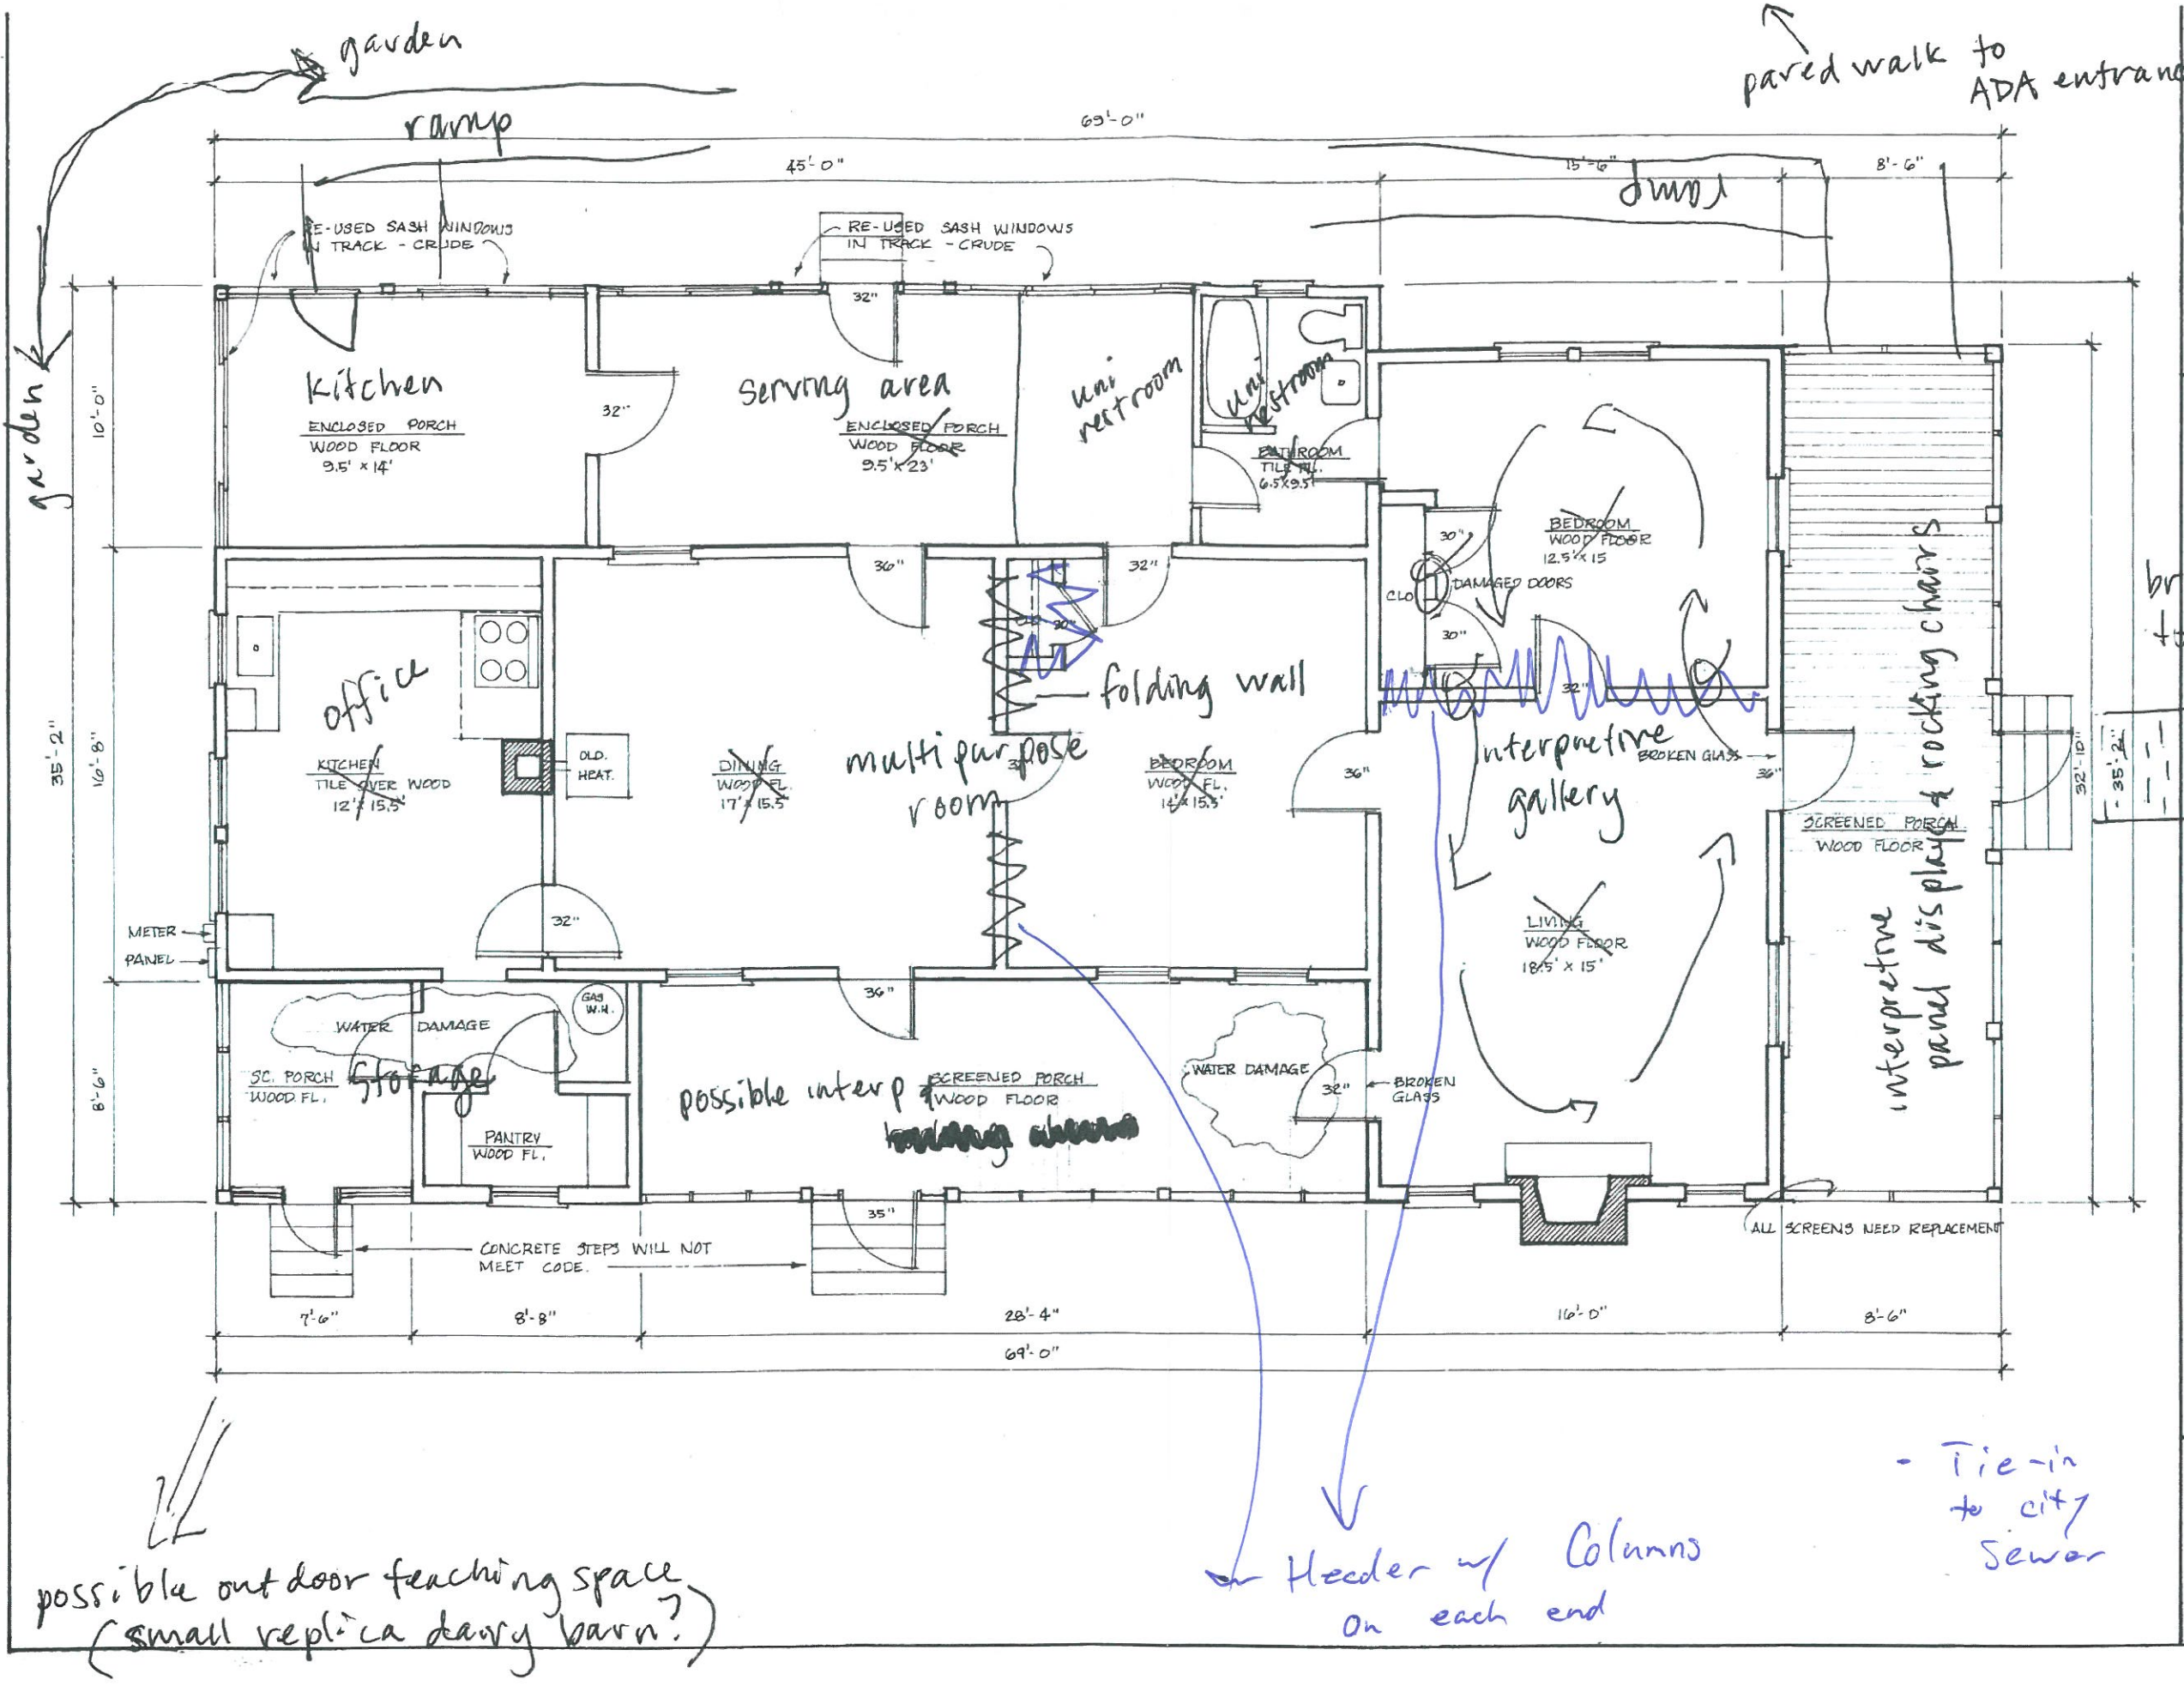 garden
paved walk to
ADA entranc
ramp
69'-0"
45'-0"
15'-6"
8'-6"
ramp
RE-USED SASH WINDOWS
IN TRACK - CRUDE
RE-USED SASH WINDOWS
IN TRACK - CRUDE
32"
garden
10'-0"
kitchen
ENCLOSED PORCH
WOOD FLOOR
9.5' x 14'
32"
serving area
ENCLOSED PORCH
WOOD FLOOR
9.5' x 23'
uni
restroom
uni
restroom
BATHROOM
TILE FL.
6.5 x 9.5'
BEDROOM
WOOD FLOOR
12.5' x 15
30"
CLO
DAMAGED DOORS
30"
32"
36"
32"
30"
35'-2"
16'-8"
office
KITCHEN
TILE OVER WOOD
12' x 15.5'
OLD.
HEAT.
DINING
WOOD FL.
17' x 15.5'
multipurpose
room
folding wall
BEDROOM
WOOD FL.
14' x 15.5'
36"
interpretive
gallery
BROKEN GLASS
36"
SCREENED PORCH
WOOD FLOOR
interpretive
panel displays & rocking chairs
32'-10"
35'-2"
br
LIVING
WOOD FLOOR
18.5' x 15'
METER
PANEL
32"
36"
8'-6"
WATER DAMAGE
GAS
W.H.
SC. PORCH
WOOD FL.
storage
PANTRY
WOOD FL.
possible interp &
SCREENED PORCH
WOOD FLOOR
WATER DAMAGE
32"
BROKEN
GLASS
35"
CONCRETE STEPS WILL NOT
MEET CODE.
ALL SCREENS NEED REPLACEMENT
7'-6"
8'-8"
28'-4"
16'-0"
8'-6"
69'-0"
possible outdoor teaching space
(small replica dairy barn?)
Header w/ Columns
on each end
- Tie-in
to city
sewer